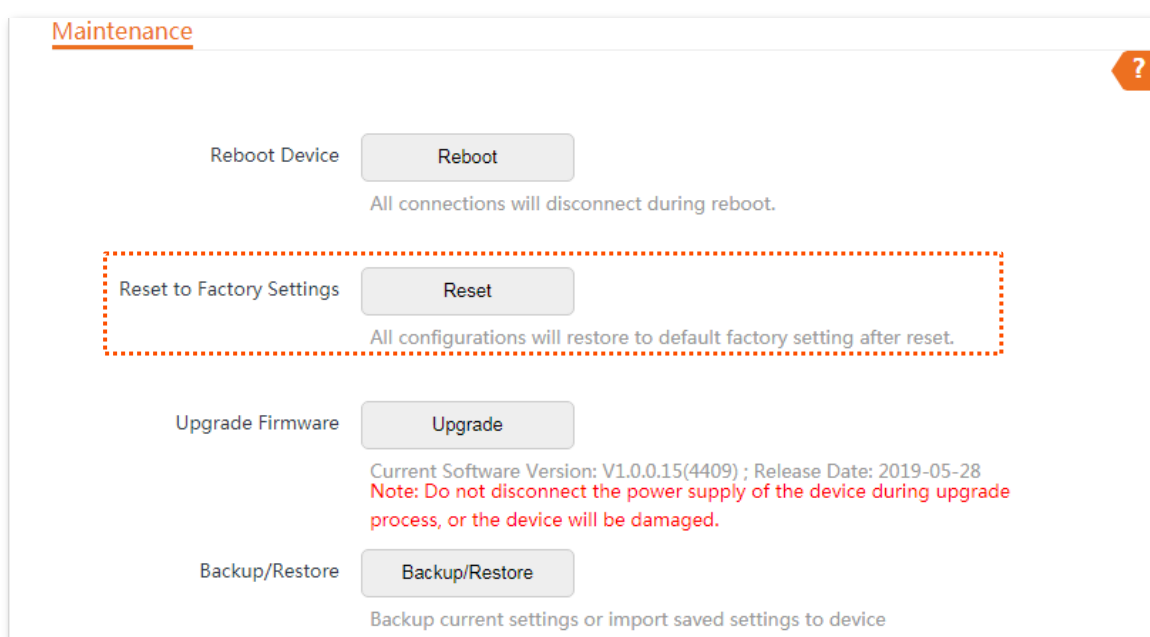 Maintenance
?
Reboot Device
Reboot
All connections will disconnect during reboot.
Reset to Factory Settings
Reset
All configurations will restore to default factory setting after reset.
Upgrade Firmware
Upgrade
Current Software Version: V1.0.0.15(4409) ; Release Date: 2019-05-28
Note: Do not disconnect the power supply of the device during upgrade
process, or the device will be damaged.
Backup/Restore
Backup/Restore
Backup current settings or import saved settings to device